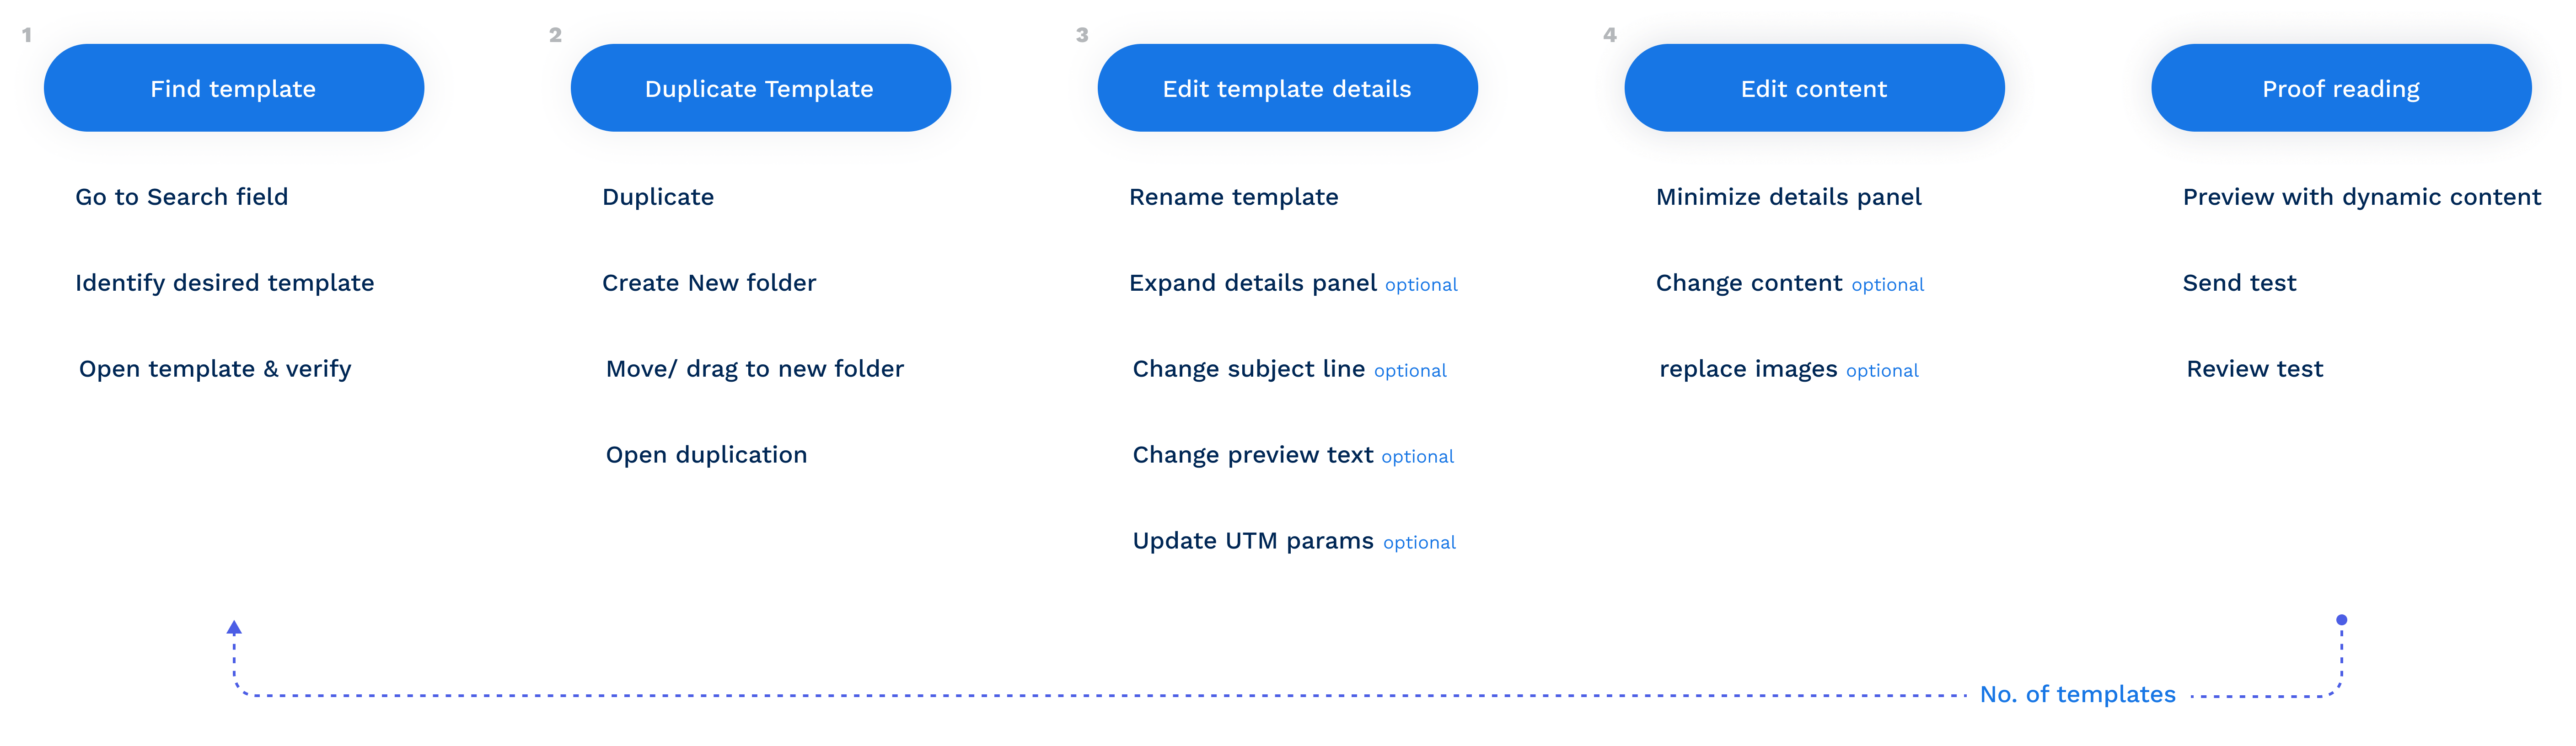 1
Find template
Go to Search field
Identify desired template
Open template & verify
2
Duplicate Template
Duplicate
Create New folder
Move/ drag to new folder
Open duplication
3
Edit template details
Rename template
Expand details panel optional
Change subject line optional
Change preview text optional
Update UTM params optional
4
Edit content
Minimize details panel
Change content optional
replace images optional
Proof reading
Preview with dynamic content
Send test
Review test
No. of templates